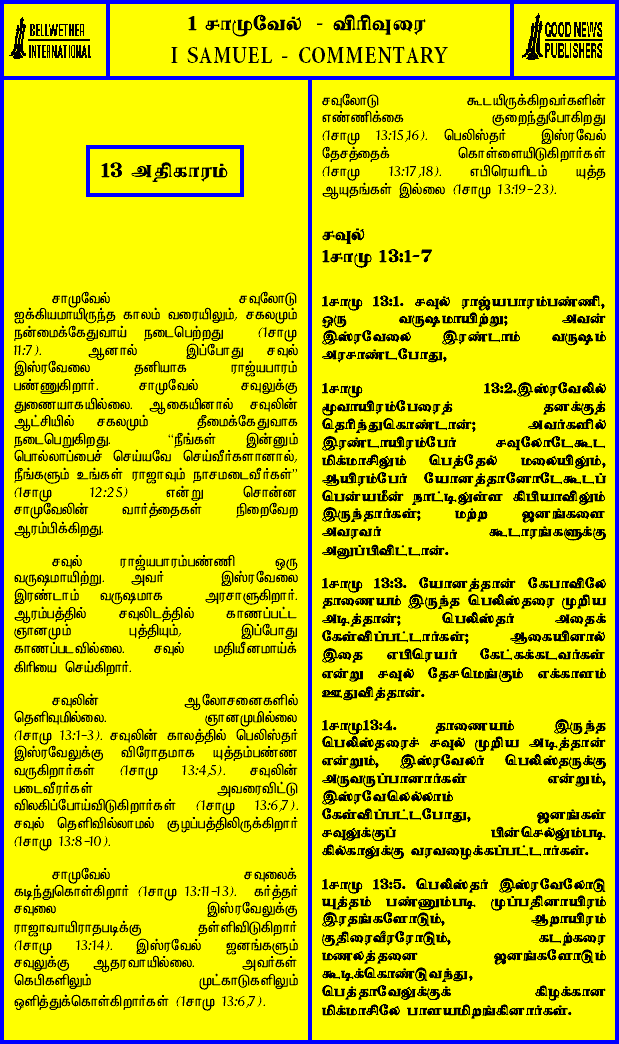 BELLWETHER
INTERNATIONAL
1 சாமுவேல் - விரிவுரை
I SAMUEL - COMMENTARY
GOOD NEWS
PUBLISHERS
13 அதிகாரம்
சாமுவேல் சவுலோடு
ஐக்கியமாயிருந்த காலம் வரையிலும், சகலமும்
நன்மைக்கேதுவாய் நடைபெற்றது (1சாமு
11:7). ஆனால் இப்போது சவுல்
இஸ்ரவேலை தனியாக ராஜ்யபாரம்
பண்ணுகிறார். சாமுவேல் சவுலுக்கு
துணையாகயில்லை. ஆகையினால் சவுலின்
ஆட்சியில் சகலமும் தீமைக்கேதுவாக
நடைபெறுகிறது. “நீங்கள் இன்னும்
பொல்லாப்பைச் செய்யவே செய்வீர்களானால்,
நீங்களும் உங்கள் ராஜாவும் நாசமடைவீர்கள்”
(1சாமு 12:25) என்று சொன்ன
சாமுவேலின் வார்த்தைகள் நிறைவேற
ஆரம்பிக்கிறது.
சவுல் ராஜ்யபாரம்பண்ணி ஒரு
வருஷமாயிற்று. அவர் இஸ்ரவேலை
இரண்டாம் வருஷமாக அரசாளுகிறார்.
ஆரம்பத்தில் சவுலிடத்தில் காணப்பட்ட
ஞானமும் புத்தியும், இப்போது
காணப்படவில்லை. சவுல் மதியீனமாய்க்
கிரியை செய்கிறார்.
சவுலின் ஆலோசனைகளில்
தெளிவுமில்லை. ஞானமுமில்லை
(1சாமு 13:1-3). சவுலின் காலத்தில் பெலிஸ்தர்
இஸ்ரவேலுக்கு விரோதமாக யுத்தம்பண்ண
வருகிறார்கள் (1சாமு 13:4,5). சவுலின்
படைவீரர்கள் அவரைவிட்டு
விலகிப்போய்விடுகிறார்கள் (1சாமு 13:6,7).
சவுல் தெளிவில்லாமல் குழப்பத்திலிருக்கிறார்
(1சாமு 13:8-10).
சாமுவேல் சவுலைக்
கடிந்துகொள்கிறார் (1சாமு 13:11-13). கர்த்தர்
சவுலை இஸ்ரவேலுக்கு
ராஜாவாயிராதபடிக்கு தள்ளிவிடுகிறார்
(1சாமு 13:14). இஸ்ரவேல் ஜனங்களும்
சவுலுக்கு ஆதரவாயில்லை. அவர்கள்
கெபிகளிலும் முட்காடுகளிலும்
ஒளித்துக்கொள்கிறார்கள் (1சாமு 13:6,7).
சவுலோடு கூடயிருக்கிறவர்களின்
எண்ணிக்கை குறைந்துபோகிறது
(1சாமு 13:15,16). பெலிஸ்தர் இஸ்ரவேல்
தேசத்தைக் கொள்ளையிடுகிறார்கள்
(1சாமு 13:17,18). எபிரெயரிடம் யுத்த
ஆயுதங்கள் இல்லை (1சாமு 13:19-23).
சவுல்
1சாமு 13:1-7
1சாமு 13:1. சவுல் ராஜ்யபாரம்பண்ணி,
ஒரு வருஷமாயிற்று; அவன்
இஸ்ரவேலை இரண்டாம் வருஷம்
அரசாண்டபோது,
1சாமு 13:2.இஸ்ரவேலில்
மூவாயிரம்பேரைத் தனக்குத்
தெரிந்துகொண்டான்; அவர்களில்
இரண்டாயிரம்பேர் சவுலோடேகூட
மிக்மாசிலும் பெத்தேல் மலையிலும்,
ஆயிரம்பேர் யோனத்தானோடேகூடப்
பென்யமீன் நாட்டிலுள்ள கிபியாவிலும்
இருந்தார்கள்; மற்ற ஜனங்களை
அவரவர் கூடாரங்களுக்கு
அனுப்பிவிட்டான்.
1சாமு 13:3. யோனத்தான் கேபாவிலே
தாணையம் இருந்த பெலிஸ்தரை முறிய
அடித்தான்; பெலிஸ்தர் அதைக்
கேள்விப்பட்டார்கள்; ஆகையினால்
இதை எபிரெயர் கேட்கக்கடவர்கள்
என்று சவுல் தேசமெங்கும் எக்காளம்
ஊதுவித்தான்.
1சாமு13:4. தாணையம் இருந்த
பெலிஸ்தரைச் சவுல் முறிய அடித்தான்
என்றும், இஸ்ரவேலர் பெலிஸ்தருக்கு
அருவருப்பானார்கள் என்றும்,
இஸ்ரவேலெல்லாம்
கேள்விப்பட்டபோது, ஜனங்கள்
சவுலுக்குப் பின்செல்லும்படி
கில்காலுக்கு வரவழைக்கப்பட்டார்கள்.
1சாமு 13:5. பெலிஸ்தர் இஸ்ரவேலோடு
யுத்தம் பண்ணும்படி முப்பதினாயிரம்
இரதங்களோடும், ஆறாயிரம்
குதிரைவீரரோடும், கடற்கரை
மணலத்தனை ஜனங்களோடும்
கூடிக்கொண்டுவந்து,
பெத்தாவேலுக்குக் கிழக்கான
மிக்மாசிலே பாளயமிறங்கினார்கள்.